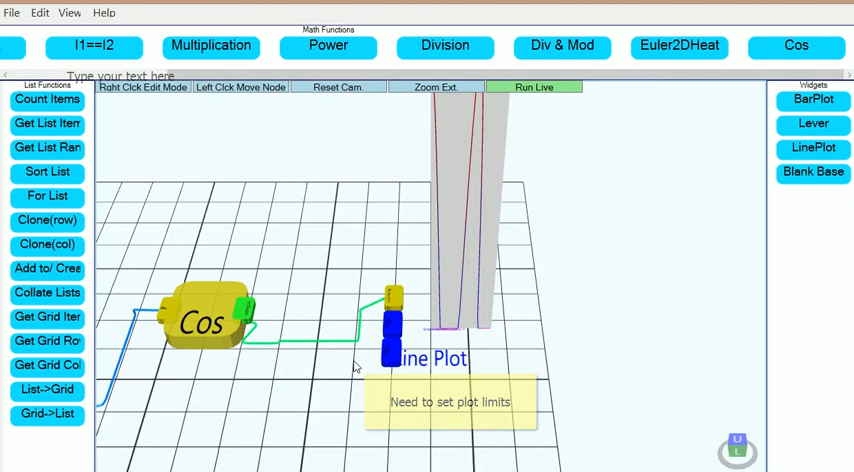 File Edit View Help
Math Functions
I1==I2 Multiplication Power Division Div & Mod Euler2DHeat Cos
Type your text here
List Functions
Rght Clck Edit Mode Left Clck Move Node Reset Cam. Zoom Ext. Run Live
Widgets
Count Items
Get List Item
Get List Ran
Sort List
For List
Clone(row)
Clone(col)
Add to/ Crea
Collate Lists
Get Grid Iter
Get Grid Ro
Get Grid Col
List->Grid
Grid->List
BarPlot
Lever
LinePlot
Blank Base
Cos
Line Plot
Need to set plot limits
U
L